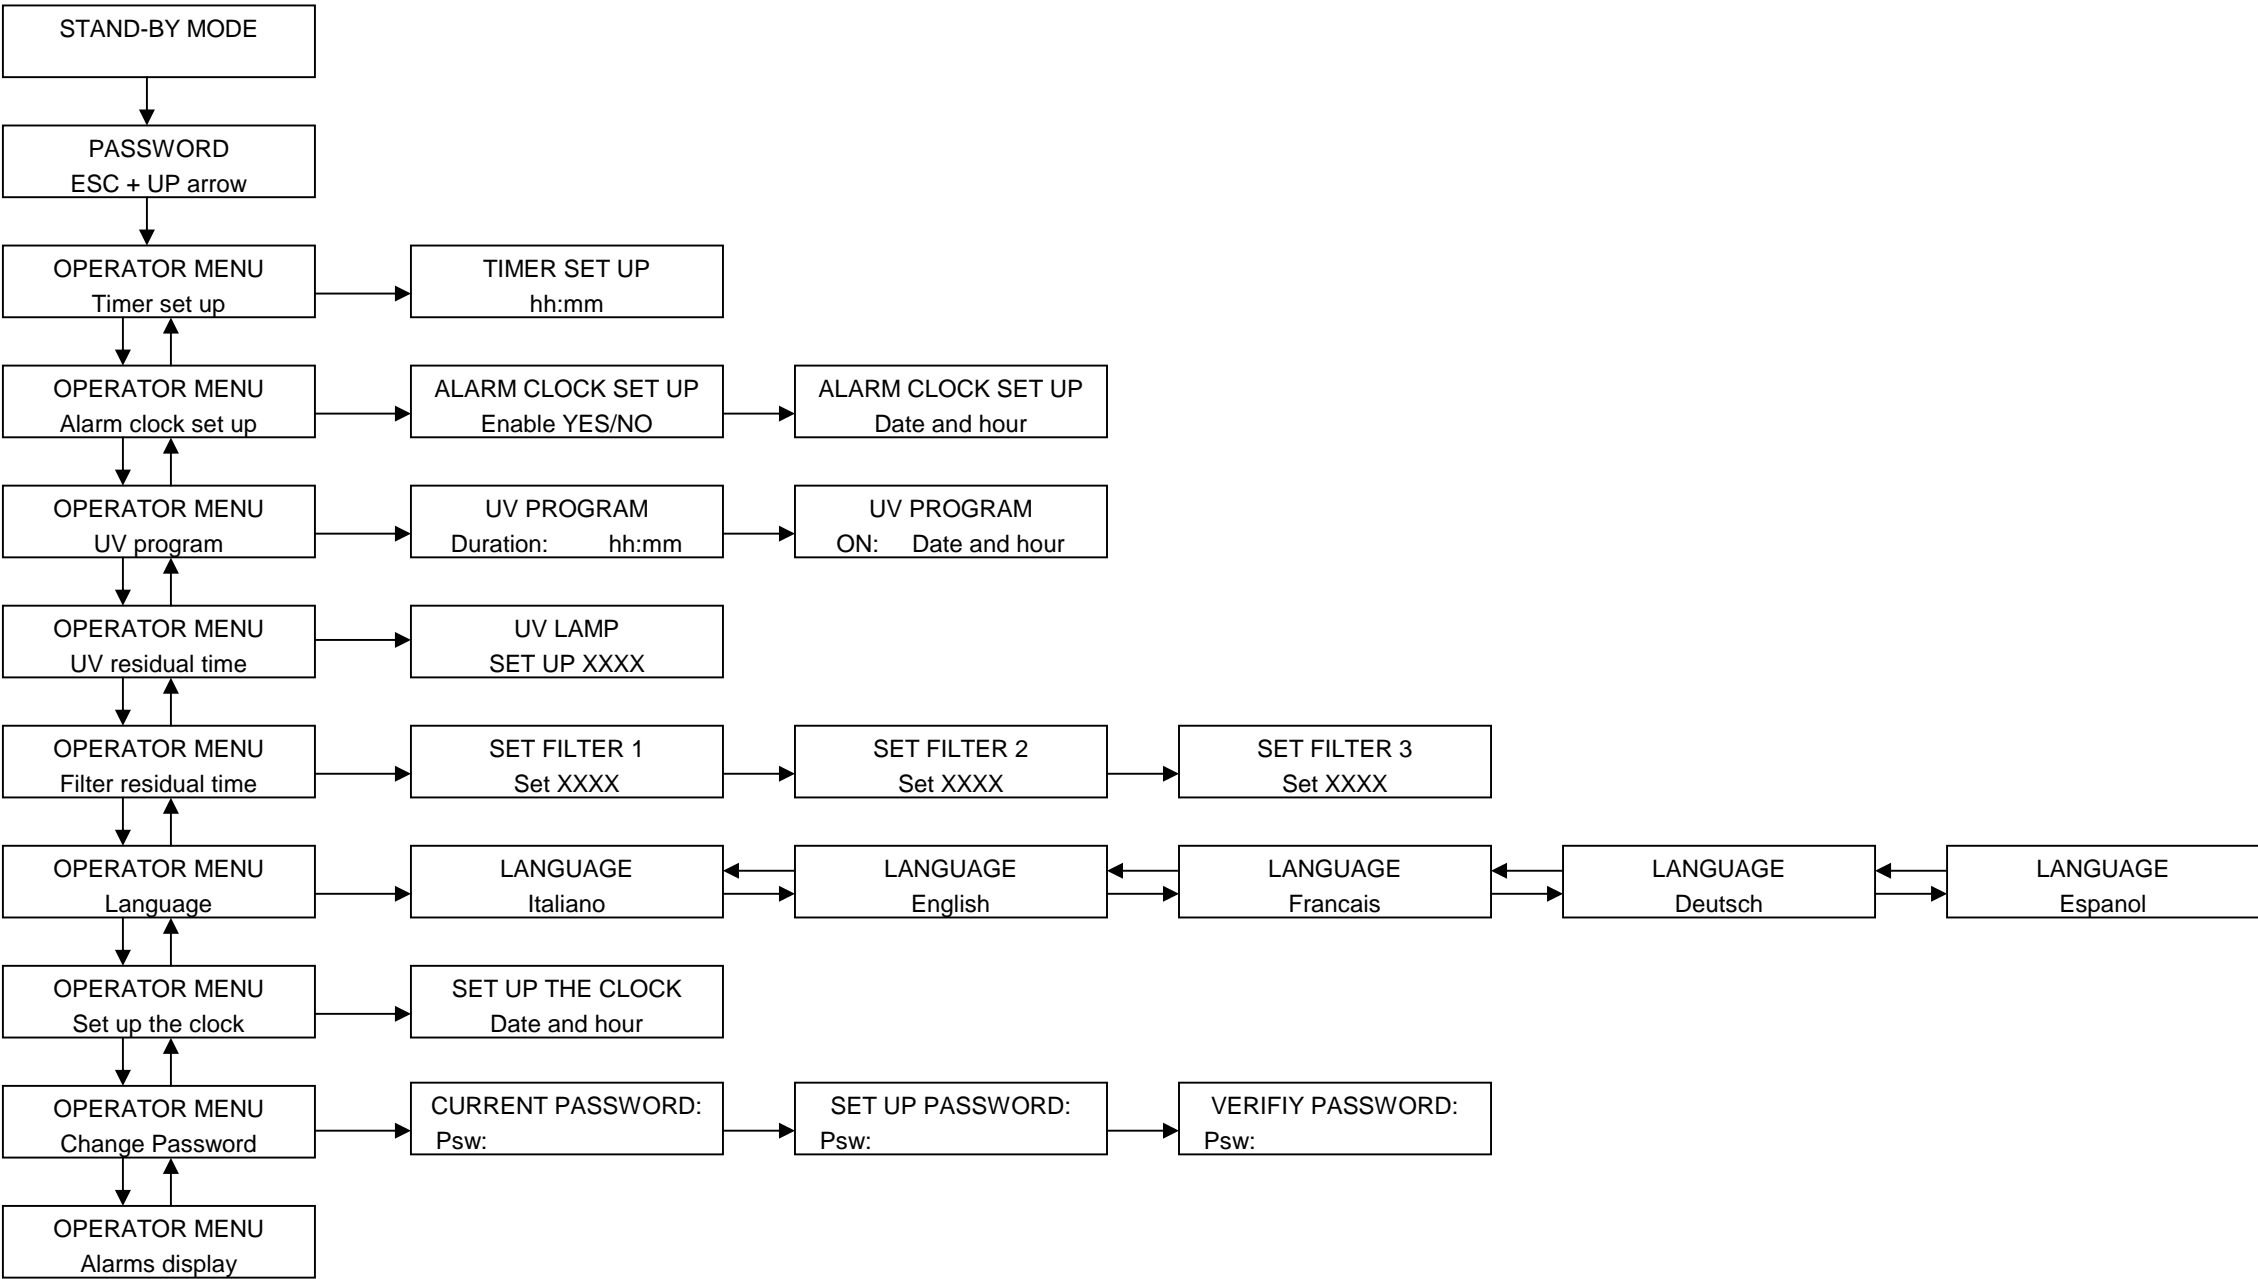 STAND-BY MODE
PASSWORD
ESC + UP arrow
OPERATOR MENU
Timer set up
TIMER SET UP
hh:mm
OPERATOR MENU
Alarm clock set up
ALARM CLOCK SET UP
Enable YES/NO
ALARM CLOCK SET UP
Date and hour
OPERATOR MENU
UV program
UV PROGRAM
Duration: hh:mm
UV PROGRAM
ON: Date and hour
OPERATOR MENU
UV residual time
UV LAMP
SET UP XXXX
OPERATOR MENU
Filter residual time
SET FILTER 1
Set XXXX
SET FILTER 2
Set XXXX
SET FILTER 3
Set XXXX
OPERATOR MENU
Language
LANGUAGE
Italiano
LANGUAGE
English
LANGUAGE
Francais
LANGUAGE
Deutsch
LANGUAGE
Espanol
OPERATOR MENU
Set up the clock
SET UP THE CLOCK
Date and hour
OPERATOR MENU
Change Password
CURRENT PASSWORD:
Psw:
SET UP PASSWORD:
Psw:
VERIFIY PASSWORD:
Psw:
OPERATOR MENU
Alarms display